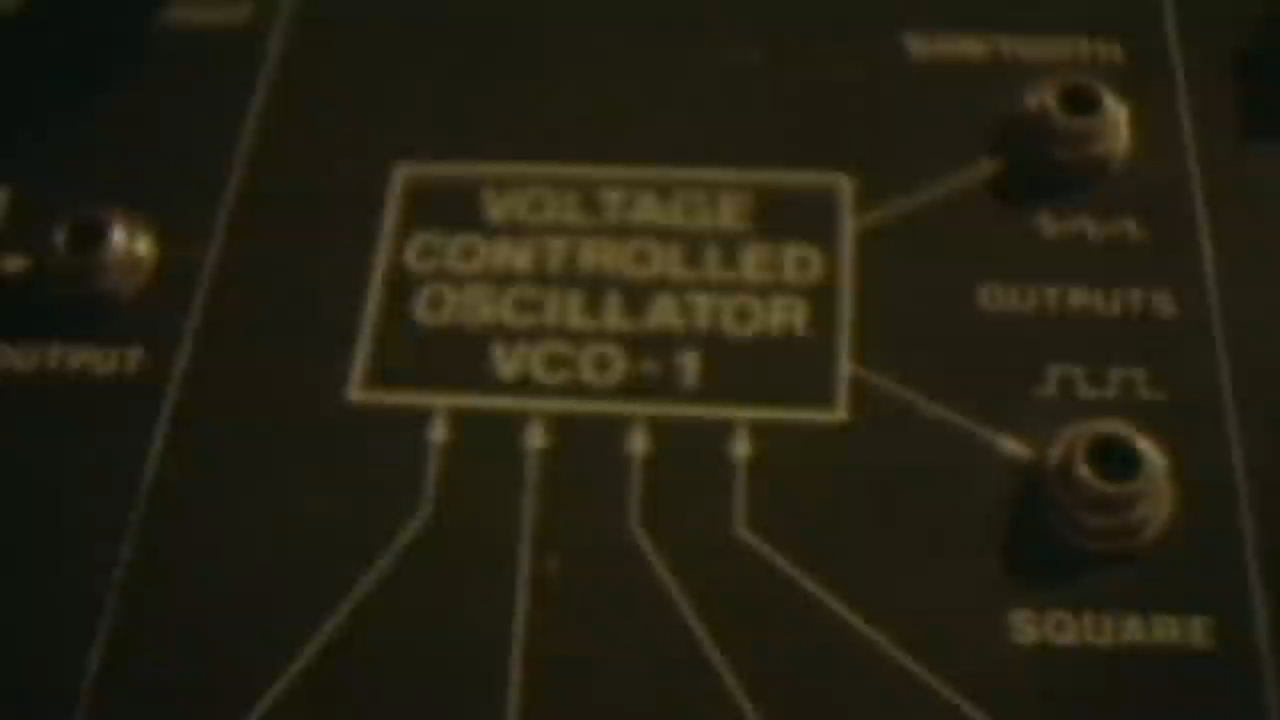 SAWTOOTH
VOLTAGE
CONTROLLED
OSCILLATOR
VCO-1
OUTPUTS
OUTPUT
SQUARE